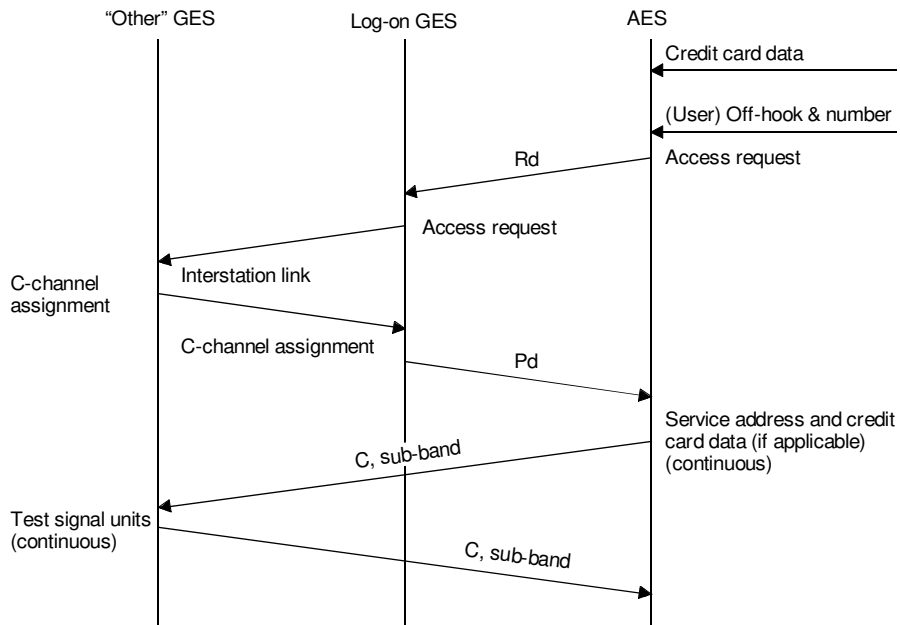 “Other” GES
Log-on GES
AES
Credit card data
(User) Off-hook & number
Rd
Access request
Access request
Interstation link
C-channel
assignment
C-channel assignment
Pd
Service address and credit
card data (if applicable)
(continuous)
C, sub-band
Test signal units
(continuous)
C, sub-band